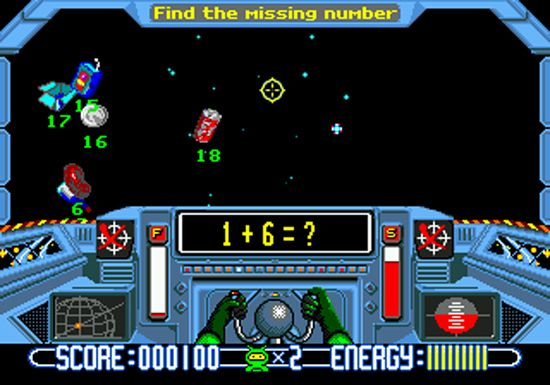 Find the missing number
15
17
16
18
6
F
1+6=?
S
SCORE:000100 x2 ENERGY: